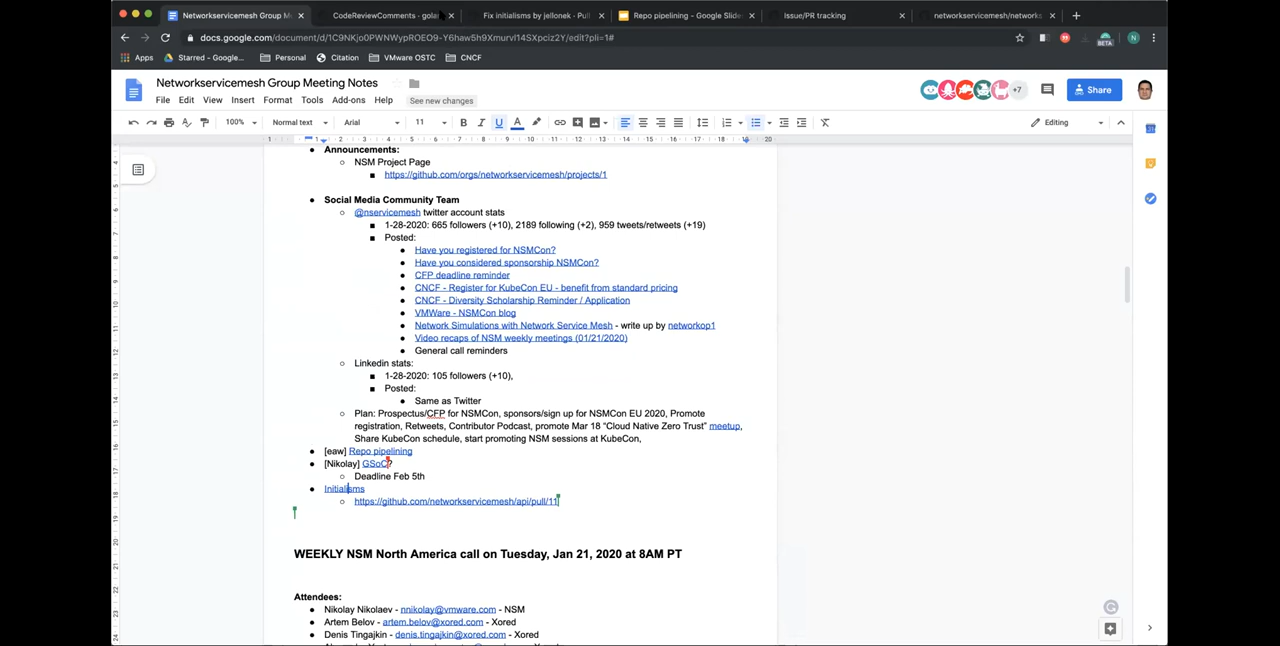 Networkservicemesh Group M
CodeReviewComments · gola
Fix initialisms by jellonek · Pull
Repo pipelining - Google Slide
Issue/PR tracking
networkservicemesh/networks
docs.google.com/document/d/1C9NKjo0PWNWypROEO9-Y6haw5h9Xmurvl14SXpciz2Y/edit?pli=1#
BETA
N
Apps
Starred - Google...
Personal
Citation
VMware OSTC
CNCF
Networkservicemesh Group Meeting Notes
File Edit View Insert Format Tools Add-ons Help See new changes
+7
Share
100% Normal text Arial 11 B I U A
Editing
Announcements:
NSM Project Page
https://github.com/orgs/networkservicemesh/projects/1
Social Media Community Team
@nservicemesh twitter account stats
1-28-2020: 665 followers (+10), 2189 following (+2), 959 tweets/retweets (+19)
Posted:
Have you registered for NSMCon?
Have you considered sponsorship NSMCon?
CFP deadline reminder
CNCF - Register for KubeCon EU - benefit from standard pricing
CNCF - Diversity Scholarship Reminder / Application
VMWare - NSMCon blog
Network Simulations with Network Service Mesh - write up by networkop1
Video recaps of NSM weekly meetings (01/21/2020)
General call reminders
Linkedin stats:
1-28-2020: 105 followers (+10),
Posted:
Same as Twitter
Plan: Prospectus/CFP for NSMCon, sponsors/sign up for NSMCon EU 2020, Promote
registration, Retweets, Contributor Podcast, promote Mar 18 “Cloud Native Zero Trust” meetup,
Share KubeCon schedule, start promoting NSM sessions at KubeCon,
[eaw] Repo pipelining
[Nikolay] GSoC?
Deadline Feb 5th
Initialisms
https://github.com/networkservicemesh/api/pull/11
WEEKLY NSM North America call on Tuesday, Jan 21, 2020 at 8AM PT
Attendees:
Nikolay Nikolaev - nnikolay@vmware.com - NSM
Artem Belov - artem.belov@xored.com - Xored
Denis Tingajkin - denis.tingajkin@xored.com - Xored